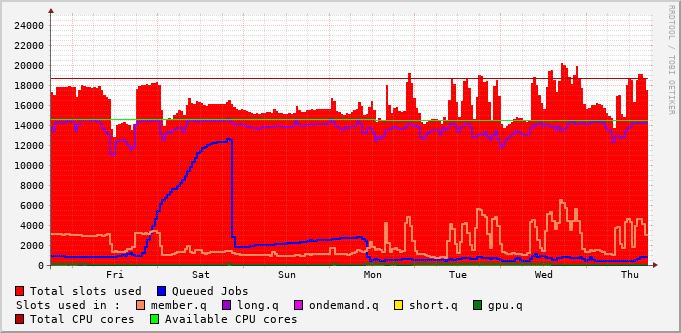 24000
22000
20000
18000
16000
14000
12000
10000
8000
6000
4000
2000
0
Fri Sat Sun Mon Tue Wed Thu
RRDTOOL / TOBI OETIKER
Total slots used Queued Jobs
Slots used in : member.q long.q ondemand.q short.q gpu.q
Total CPU cores Available CPU cores